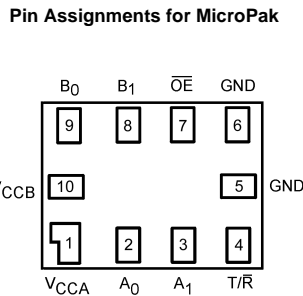 Pin Assignments for MicroPak
B0 B1 O̅E̅ GND
9 8 7 6
VCCB 10 5 GND
1 2 3 4
VCCA A0 A1 T/R̅